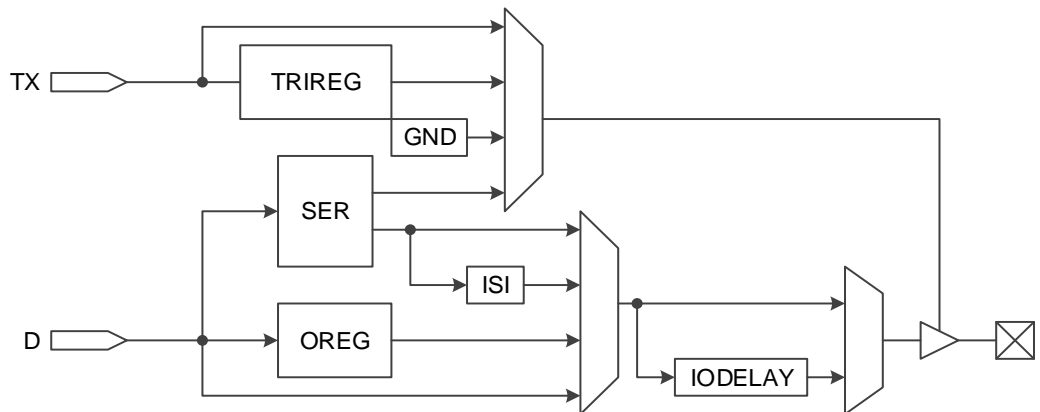 TX
TRIREG
GND
SER
ISI
D
OREG
IODELAY